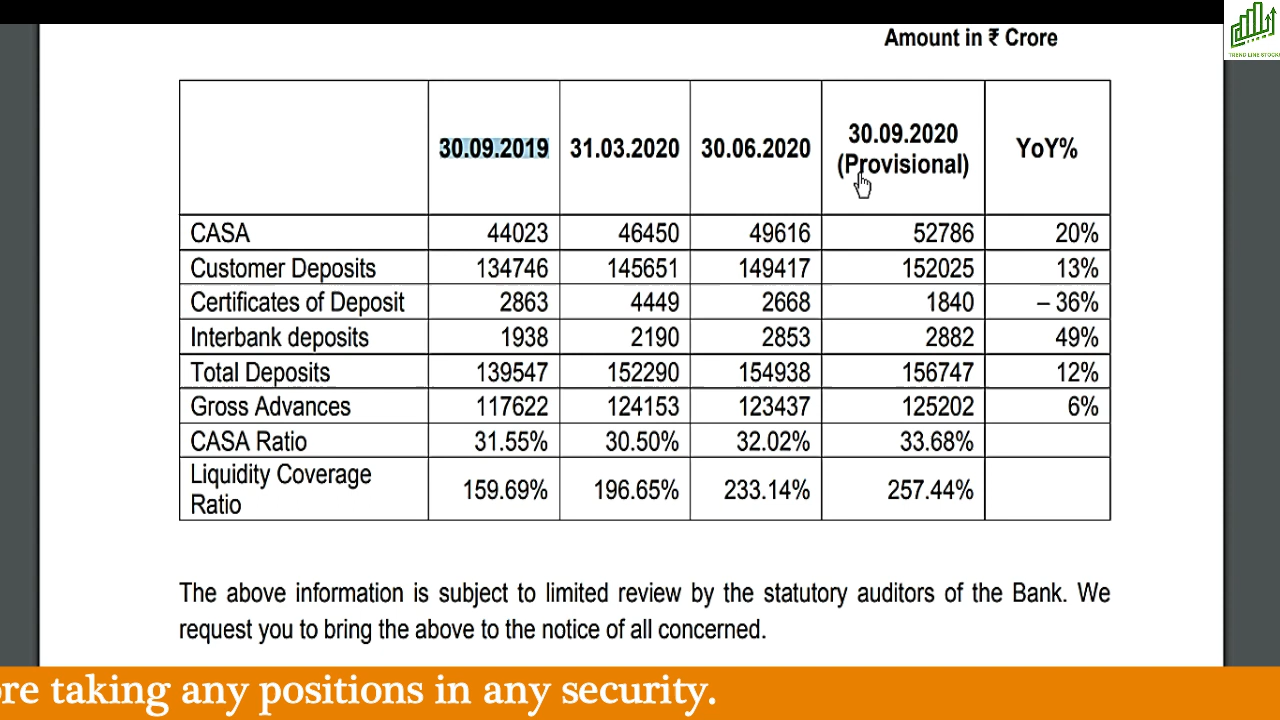 Amount in ₹ Crore
TREND LINE STOCKS
30.09.2019 31.03.2020 30.06.2020 30.09.2020 (Provisional) YoY%
CASA 44023 46450 49616 52786 20%
Customer Deposits 134746 145651 149417 152025 13%
Certificates of Deposit 2863 4449 2668 1840 – 36%
Interbank deposits 1938 2190 2853 2882 49%
Total Deposits 139547 152290 154938 156747 12%
Gross Advances 117622 124153 123437 125202 6%
CASA Ratio 31.55% 30.50% 32.02% 33.68%
Liquidity Coverage Ratio 159.69% 196.65% 233.14% 257.44%
The above information is subject to limited review by the statutory auditors of the Bank. We
request you to bring the above to the notice of all concerned.
re taking any positions in any security.